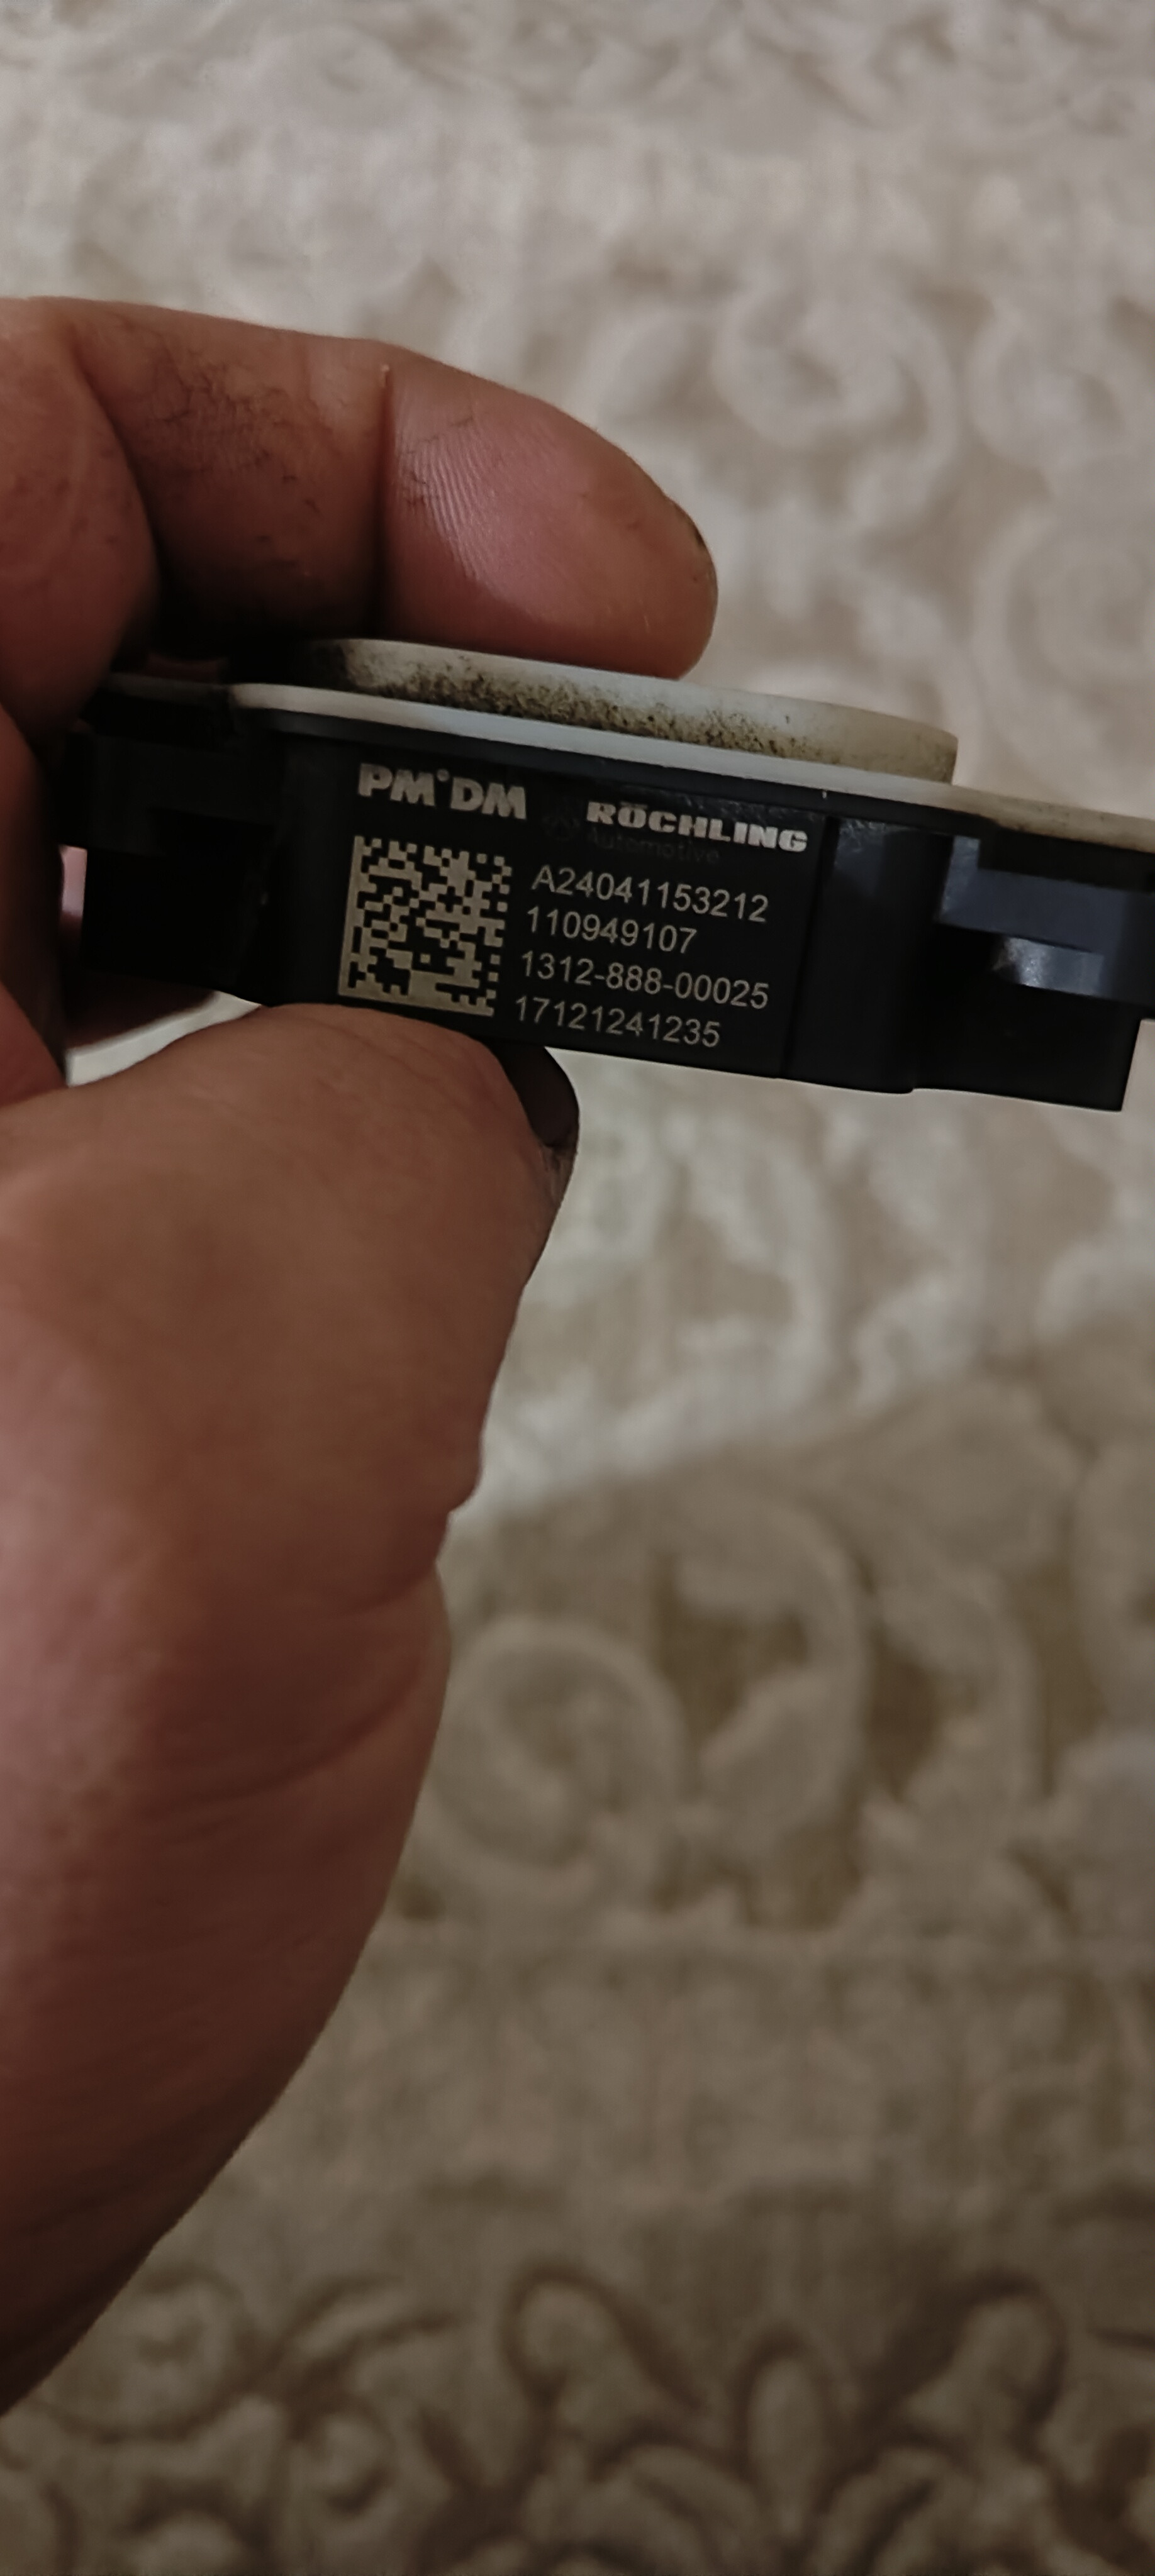 PM°DM RÖCHLING
Automotive
A24041153212
110949107
1312-888-00025
17121241235